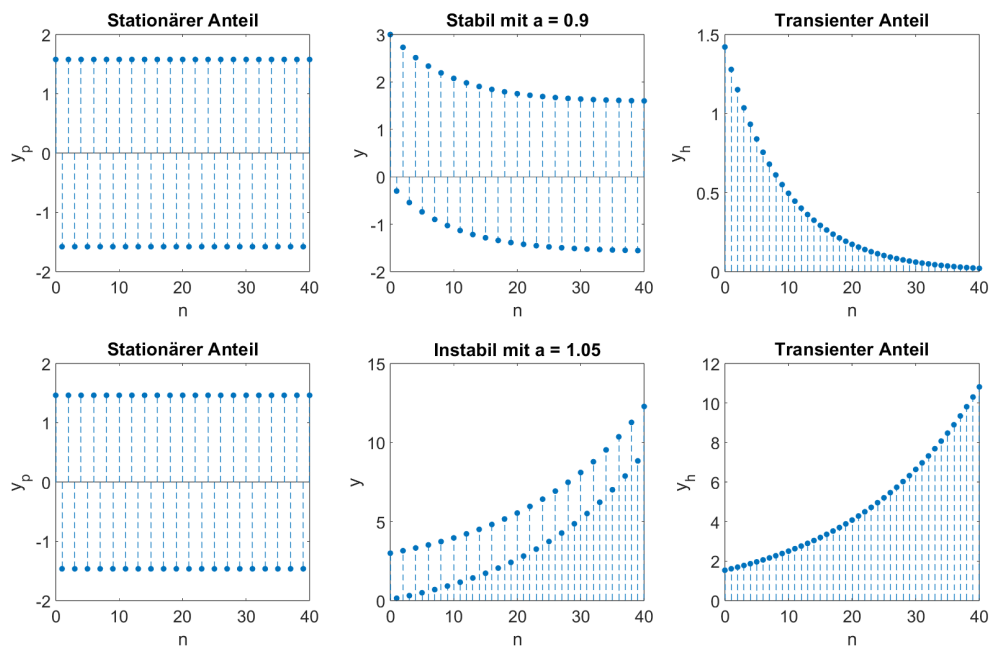 Stationärer Anteil
2
1
0
-1
-2
y_p
0 10 20 30 40
n
Stabil mit a = 0.9
3
2
1
0
-1
-2
y
0 10 20 30 40
n
Transienter Anteil
1.5
1
0.5
0
y_h
0 10 20 30 40
n
Stationärer Anteil
2
1
0
-1
-2
y_p
0 10 20 30 40
n
Instabil mit a = 1.05
15
10
5
0
y
0 10 20 30 40
n
Transienter Anteil
12
10
8
6
4
2
0
y_h
0 10 20 30 40
n